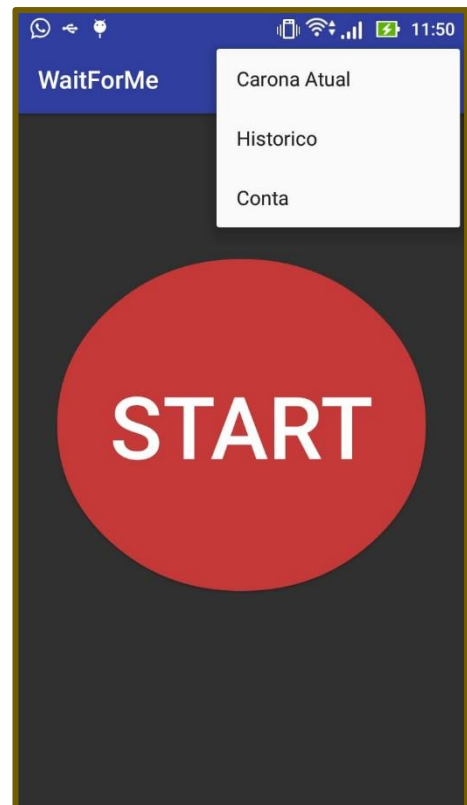 11:50
WaitForMe
Carona Atual
Historico
Conta
START